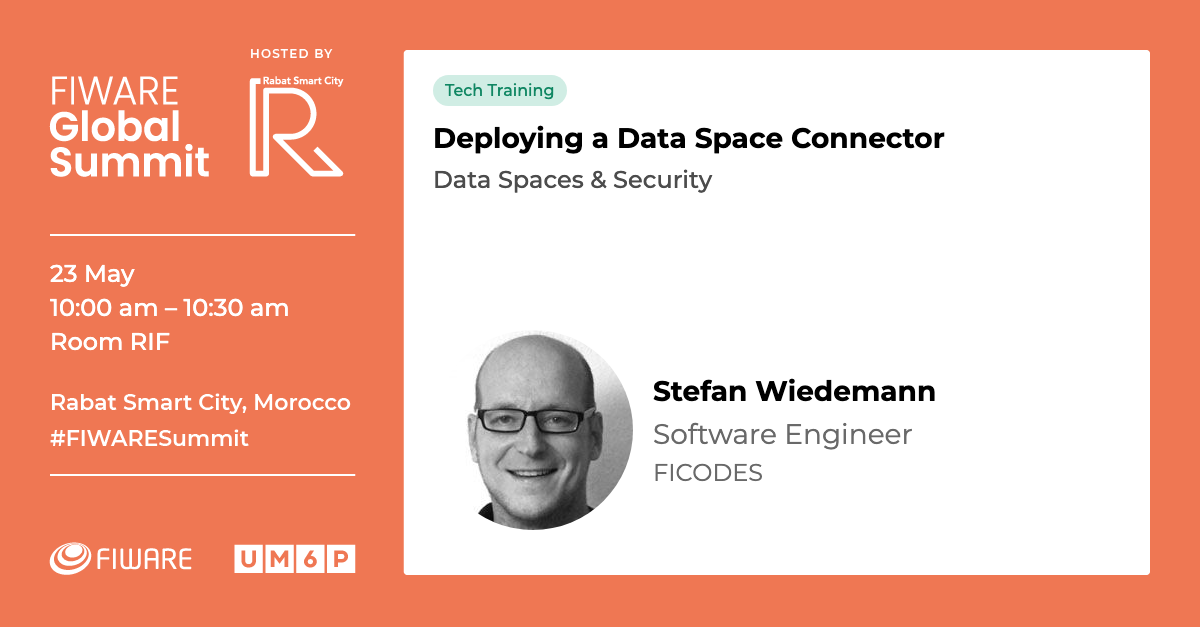 FIWARE
Global
Summit
HOSTED BY
Rabat Smart City
R
23 May
10:00 am – 10:30 am
Room RIF
Rabat Smart City, Morocco
#FIWARESummit
FIWARE
UM6P
Tech Training
Deploying a Data Space Connector
Data Spaces & Security
Stefan Wiedemann
Software Engineer
FICODES